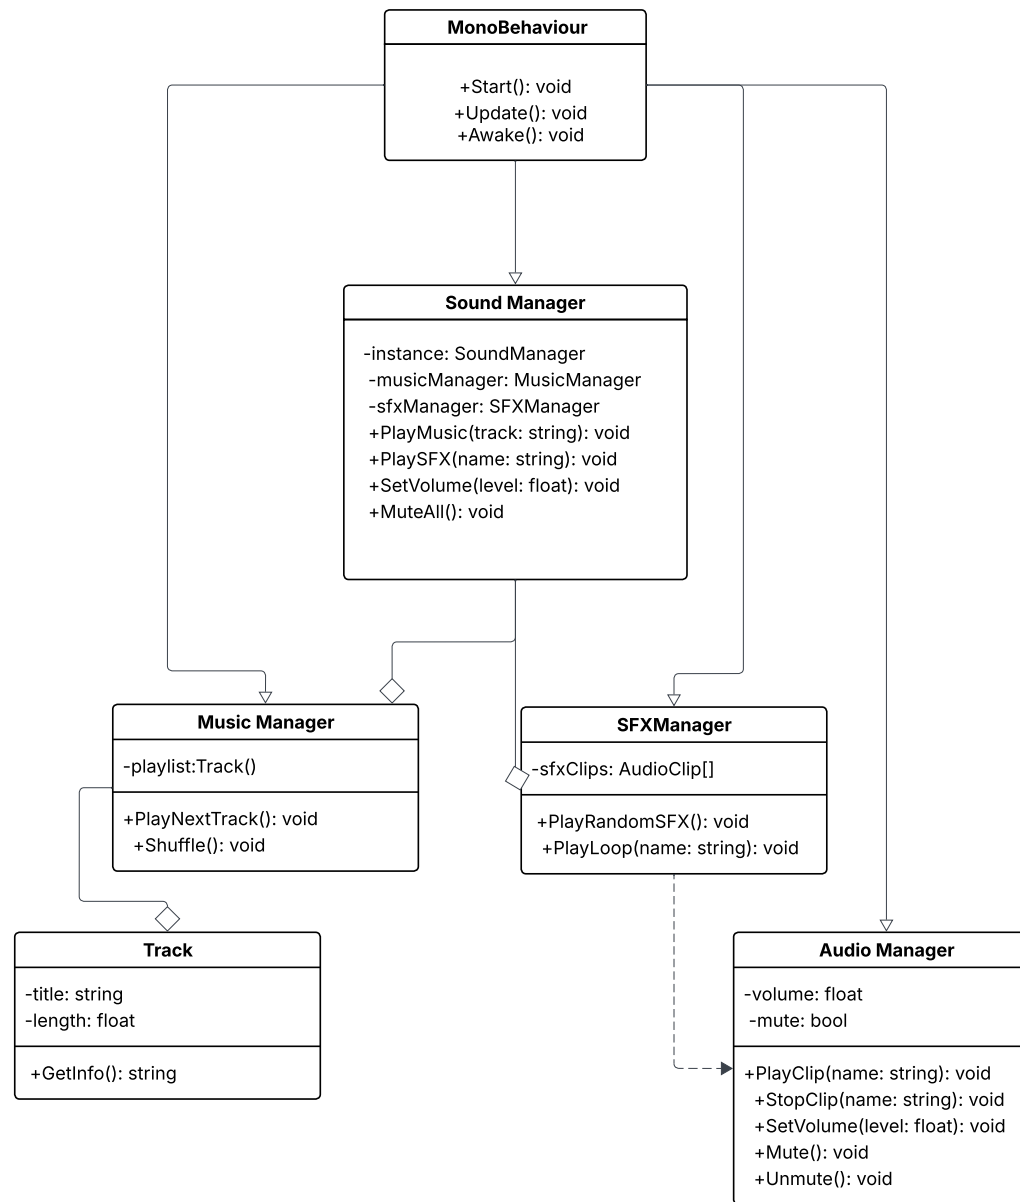 MonoBehaviour
+Start(): void
+Update(): void
+Awake(): void
Sound Manager
-instance: SoundManager
-musicManager: MusicManager
-sfxManager: SFXManager
+PlayMusic(track: string): void
+PlaySFX(name: string): void
+SetVolume(level: float): void
+MuteAll(): void
Music Manager
-playlist:Track()
+PlayNextTrack(): void
+Shuffle(): void
SFXManager
-sfxClips: AudioClip[]
+PlayRandomSFX(): void
+PlayLoop(name: string): void
Track
-title: string
-length: float
+GetInfo(): string
Audio Manager
-volume: float
-mute: bool
+PlayClip(name: string): void
+StopClip(name: string): void
+SetVolume(level: float): void
+Mute(): void
+Unmute(): void